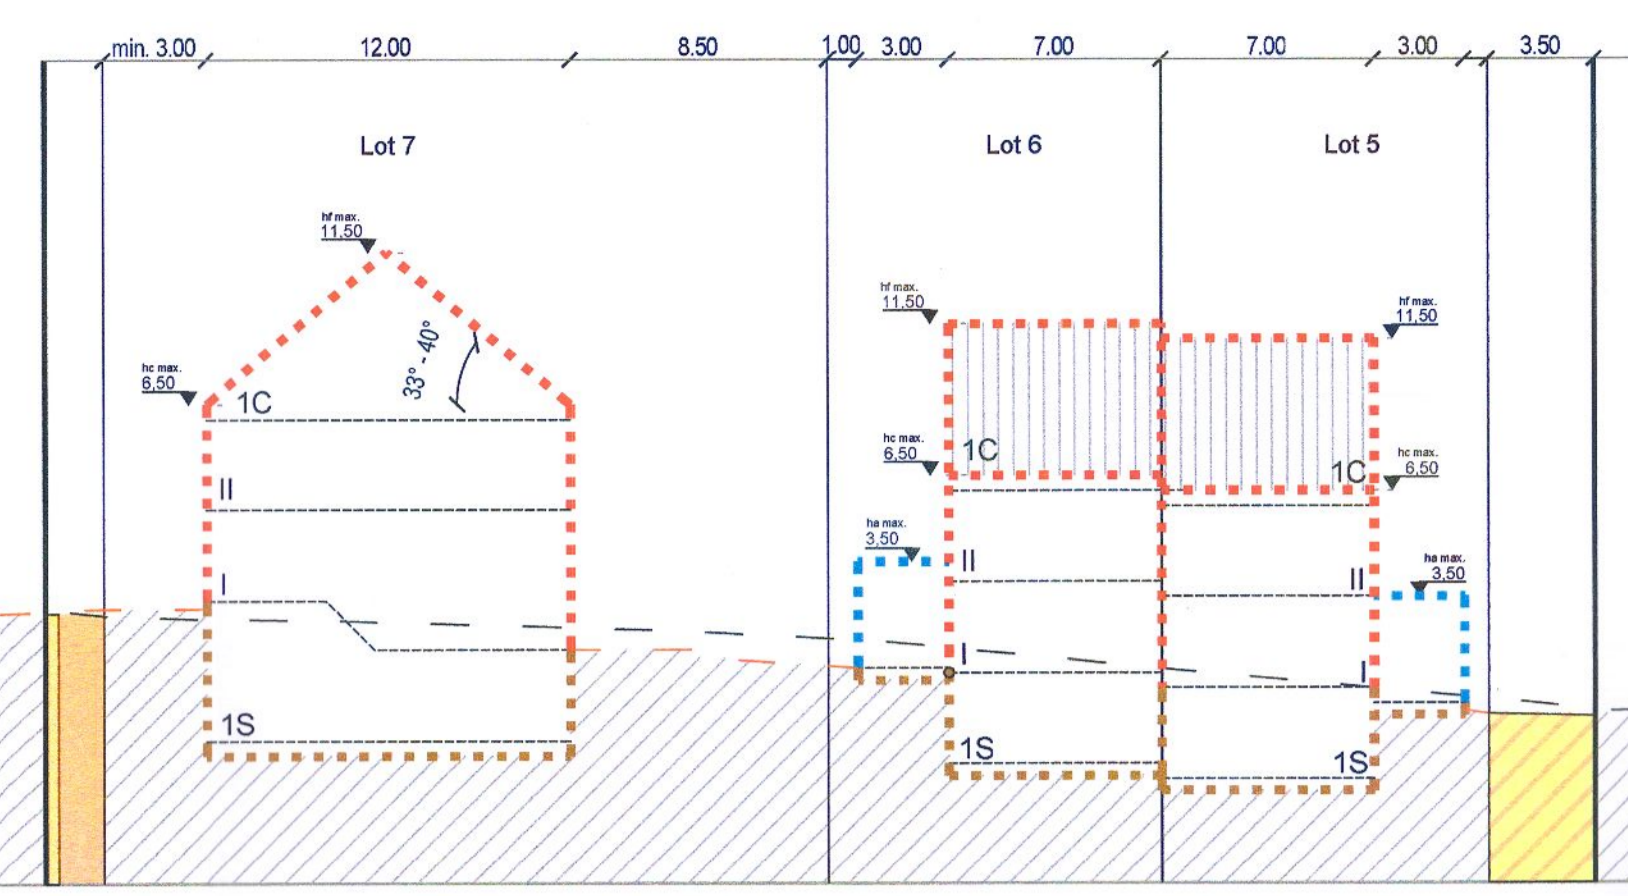 min. 3.00 12.00 8.50 1.00 3.00 7.00 7.00 3.00 3.50
Lot 7 Lot 6 Lot 5
hf max.
11,50
hf max.
11,50
hf max.
11,50
33° - 40°
hc max.
6,50
1C
hc max.
6,50
1C
1C
hc max.
6,50
II
ha max.
3,50
II
II
ha max.
3,50
I
I
I
1S
1S
1S